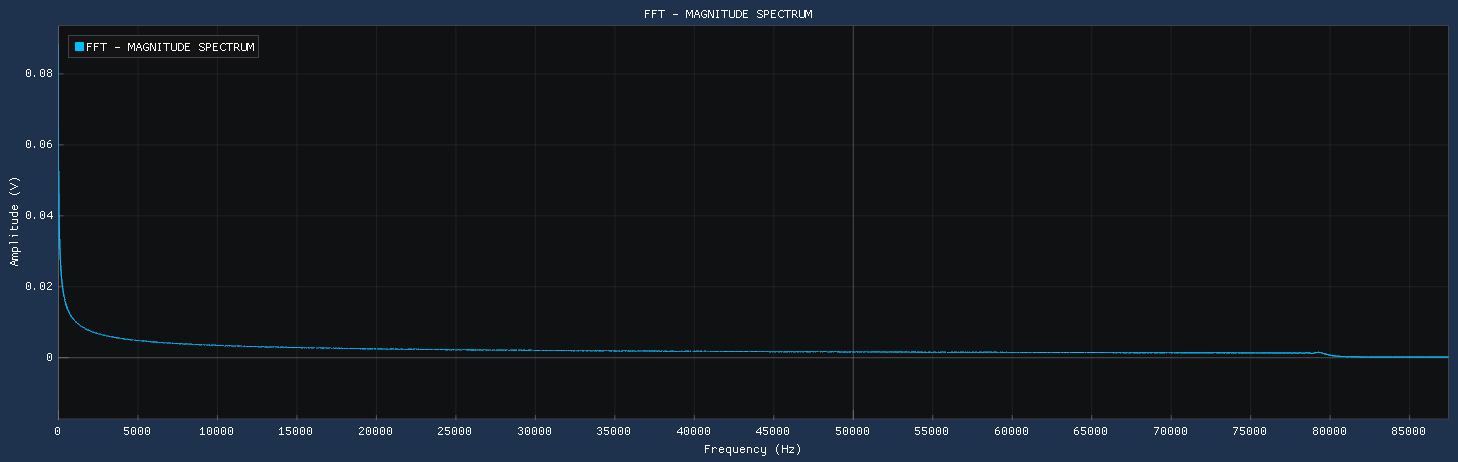 FFT - MAGNITUDE SPECTRUM
FFT - MAGNITUDE SPECTRUM
0.08
0.06
0.04
0.02
0
Amplitude (V)
0 5000 10000 15000 20000 25000 30000 35000 40000 45000 50000 55000 60000 65000 70000 75000 80000 85000
Frequency (Hz)